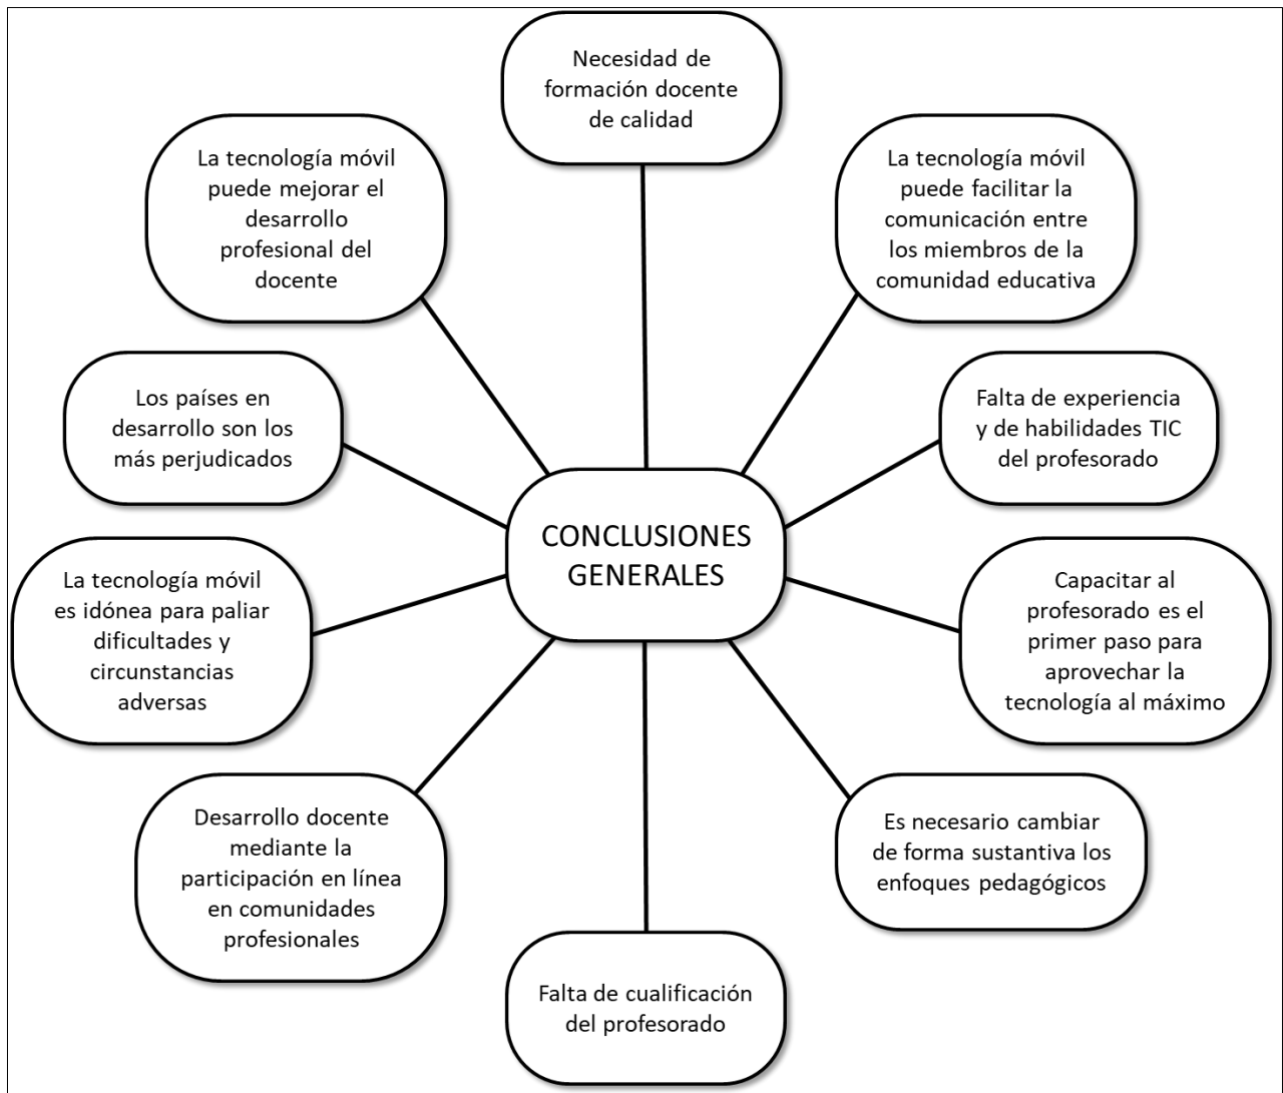 Necesidad de
formación docente
de calidad
La tecnología móvil
puede mejorar el
desarrollo
profesional del
docente
La tecnología móvil
puede facilitar la
comunicación entre
los miembros de la
comunidad educativa
Los países en
desarrollo son los
más perjudicados
Falta de experiencia
y de habilidades TIC
del profesorado
CONCLUSIONES
GENERALES
La tecnología móvil
es idónea para paliar
dificultades y
circunstancias
adversas
Capacitar al
profesorado es el
primer paso para
aprovechar la
tecnología al máximo
Desarrollo docente
mediante la
participación en línea
en comunidades
profesionales
Es necesario cambiar
de forma sustantiva los
enfoques pedagógicos
Falta de cualificación
del profesorado